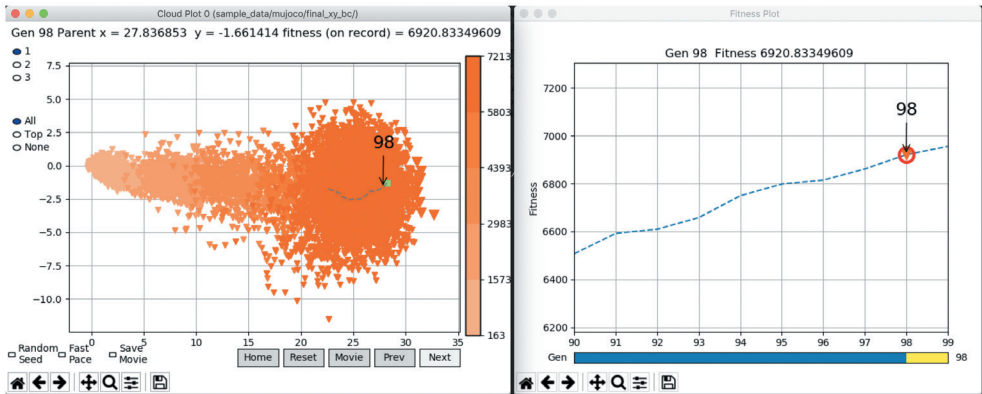 Cloud Plot 0 (sample_data/mujoco/final_xy_bc/)
Gen 98 Parent x = 27.836853 y = -1.661414 fitness (on record) = 6920.83349609
1
2
3
All
Top
None
7.5
5.0
2.5
0.0
−2.5
−5.0
−7.5
−10.0
98
0
5
10
15
20
25
30
35
7213
5803
4393
2983
1573
163
Random Seed
Fast Pace
Save Movie
Home
Reset
Movie
Prev
Next
Fitness Plot
Gen 98 Fitness 6920.83349609
Fitness
7200
7000
6800
6600
6400
6200
98
90
91
92
93
94
95
96
97
98
99
Gen
98